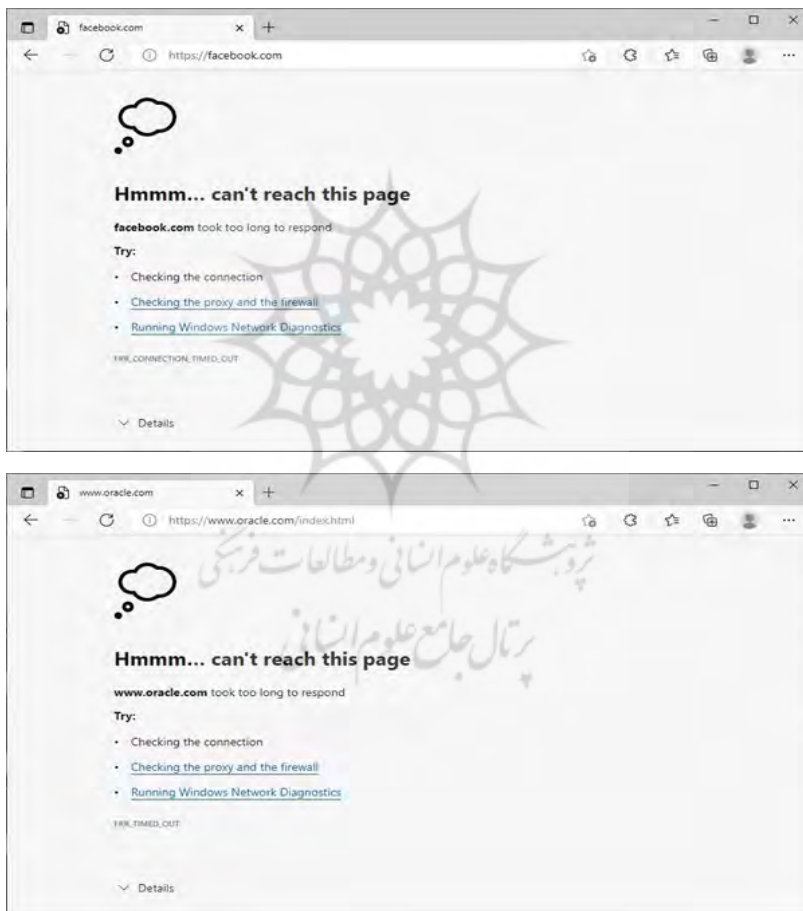 facebook.com
https://facebook.com
Hmmm... can't reach this page
facebook.com took too long to respond
Try:
• Checking the connection
• Checking the proxy and the firewall
• Running Windows Network Diagnostics
ERR_CONNECTION_TIMED_OUT
Details
www.oracle.com
https://www.oracle.com/index.html
پژوهشگاه علوم انسانی و مطالعات فرهنگی
پرتال جامع علوم انسانی
Hmmm... can't reach this page
www.oracle.com took too long to respond
Try:
• Checking the connection
• Checking the proxy and the firewall
• Running Windows Network Diagnostics
ERR_TIMED_OUT
Details